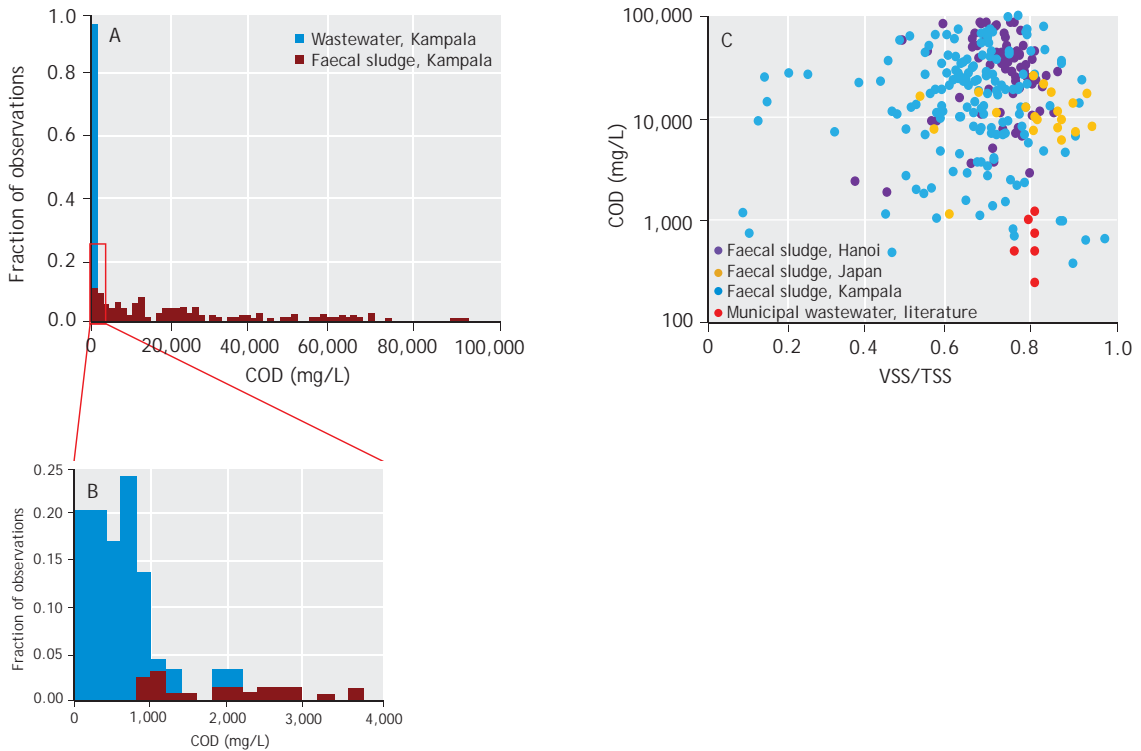 A
Wastewater, Kampala
Faecal sludge, Kampala
Fraction of observations
1.0
0.8
0.6
0.4
0.2
0.0
0
20,000
40,000
60,000
80,000
100,000
COD (mg/L)
B
Fraction of observations
0.25
0.20
0.15
0.10
0.05
0.00
0
1,000
2,000
3,000
4,000
COD (mg/L)
C
COD (mg/L)
100,000
10,000
1,000
100
Faecal sludge, Hanoi
Faecal sludge, Japan
Faecal sludge, Kampala
Municipal wastewater, literature
0
0.2
0.4
0.6
0.8
1.0
VSS/TSS